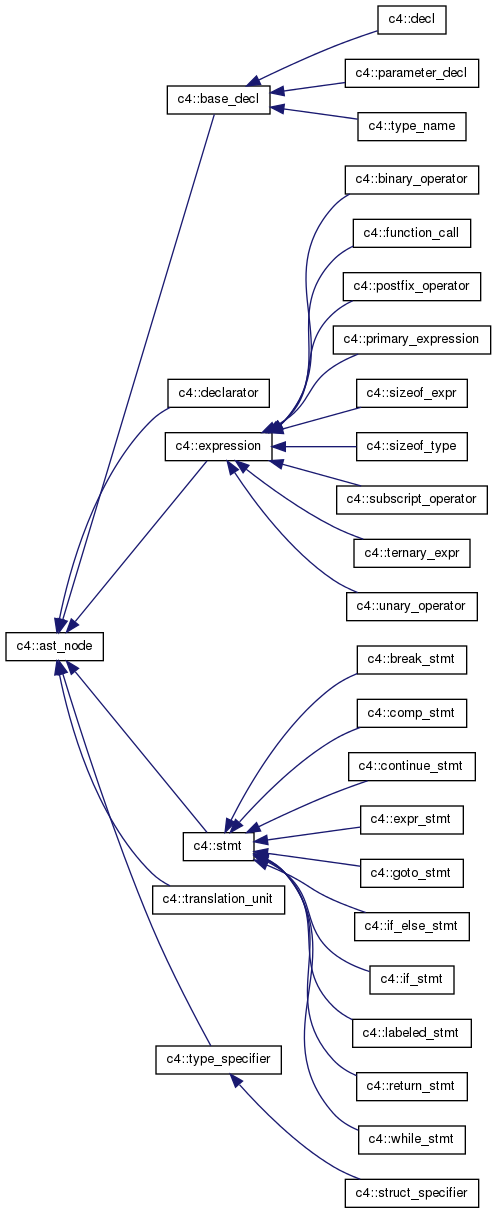 c4::decl
c4::parameter_decl
c4::base_decl
c4::type_name
c4::binary_operator
c4::function_call
c4::postfix_operator
c4::primary_expression
c4::declarator
c4::sizeof_expr
c4::expression
c4::sizeof_type
c4::subscript_operator
c4::ternary_expr
c4::unary_operator
c4::ast_node
c4::break_stmt
c4::comp_stmt
c4::continue_stmt
c4::expr_stmt
c4::stmt
c4::goto_stmt
c4::translation_unit
c4::if_else_stmt
c4::if_stmt
c4::labeled_stmt
c4::type_specifier
c4::return_stmt
c4::while_stmt
c4::struct_specifier